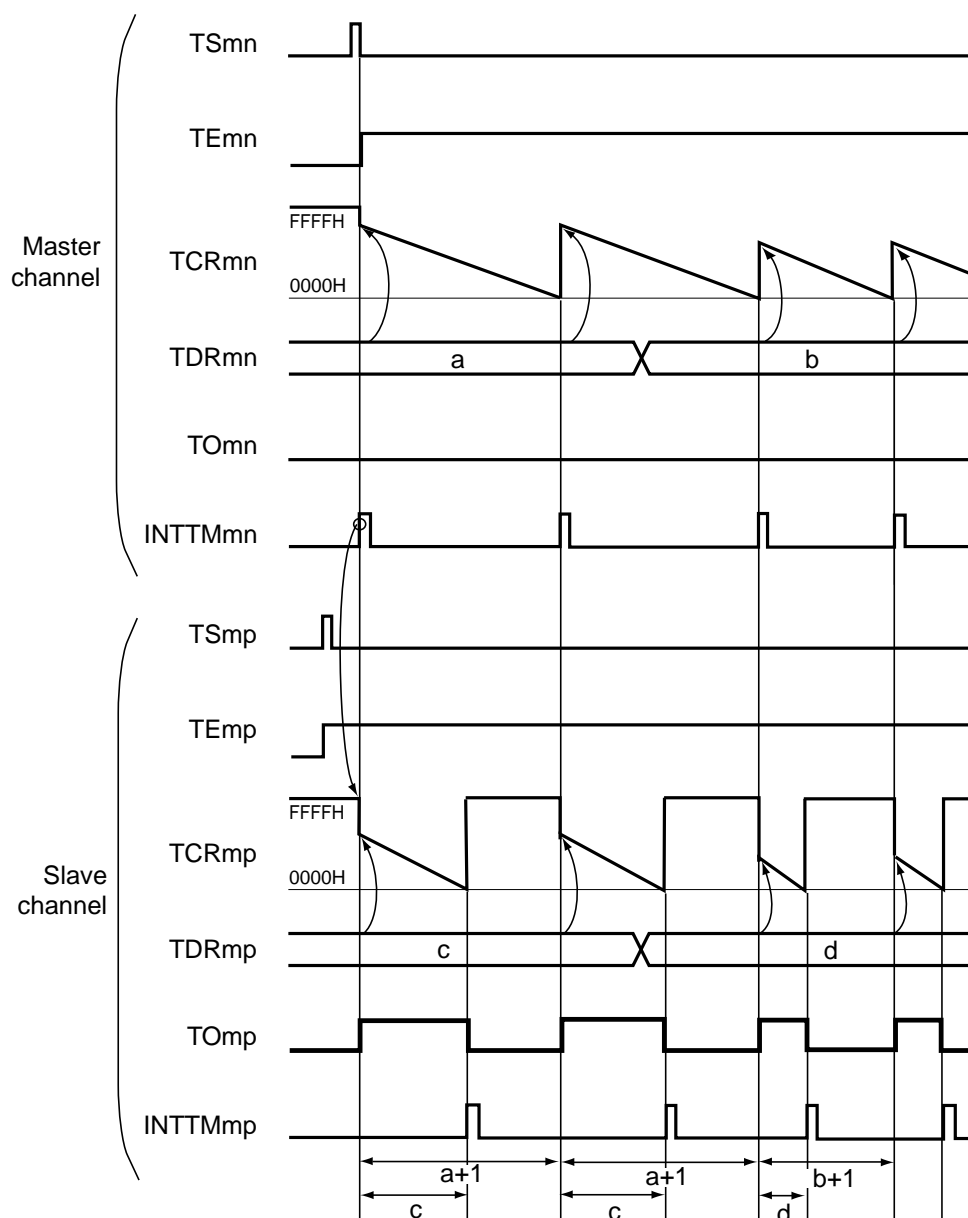 TSmn
TEmn
FFFFH
Master
channel
TCRmn
0000H
TDRmn
a
b
TOmn
INTTMmn
TSmp
TEmp
FFFFH
TCRmp
0000H
Slave
channel
TDRmp
c
d
TOmp
INTTMmp
a+1
a+1
b+1
c
c
d